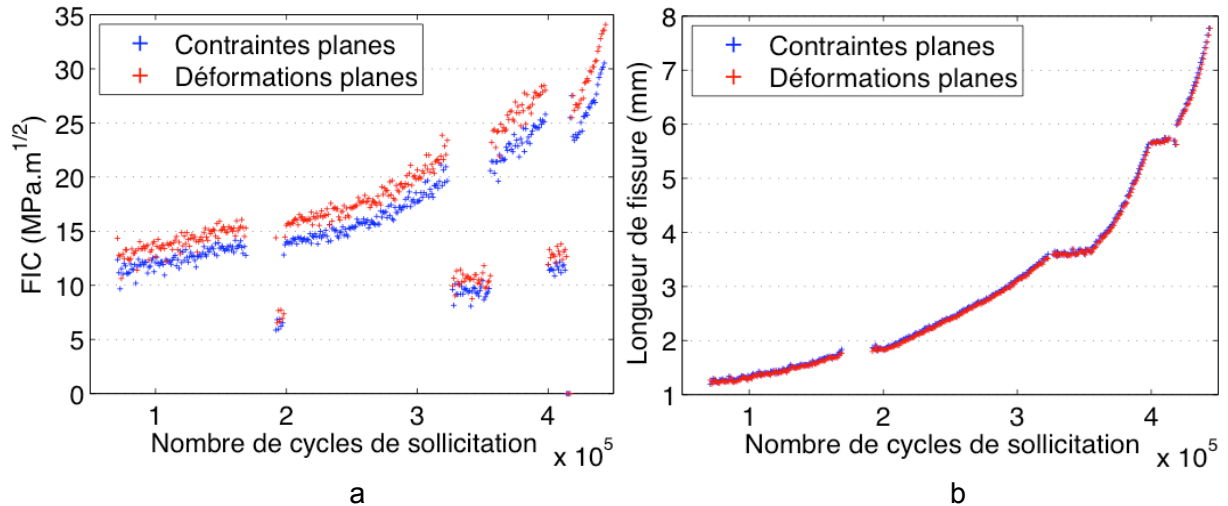 35
30
25
20
15
10
5
0
FIC (MPa.m^1/2)
+ Contraintes planes
+ Déformations planes
1 2 3 4
Nombre de cycles de sollicitation x 10^5
a
8
7
6
5
4
3
2
1
Longueur de fissure (mm)
+ Contraintes planes
+ Déformations planes
1 2 3 4
Nombre de cycles de sollicitation x 10^5
b